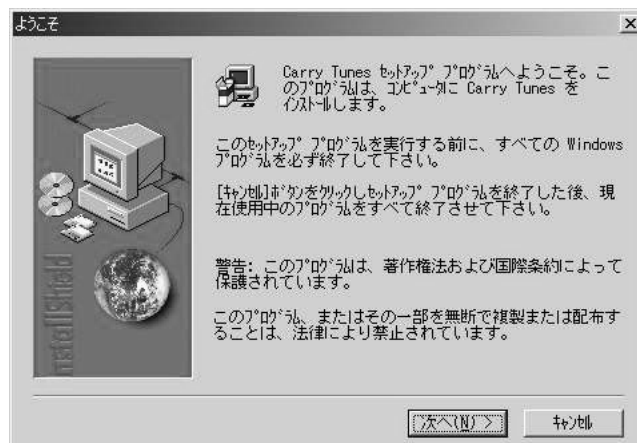 ようこそ
Carry Tunes ｾｯﾄｱｯﾌﾟ ﾌﾟﾛｸﾞﾗﾑへようこそ。こ
のﾌﾟﾛｸﾞﾗﾑは、ｺﾝﾋﾟｭｰﾀに Carry Tunes を
ｲﾝｽﾄｰﾙします。
このｾｯﾄｱｯﾌﾟ ﾌﾟﾛｸﾞﾗﾑを実行する前に、すべての Windows
ﾌﾟﾛｸﾞﾗﾑを必ず終了して下さい。
[ｷｬﾝｾﾙ]ﾎﾞﾀﾝをｸﾘｯｸしｾｯﾄｱｯﾌﾟ ﾌﾟﾛｸﾞﾗﾑを終了した後、現
在使用中のﾌﾟﾛｸﾞﾗﾑをすべて終了させて下さい。
警告: このﾌﾟﾛｸﾞﾗﾑは、著作権法および国際条約によって
保護されています。
このﾌﾟﾛｸﾞﾗﾑ、またはその一部を無断で複製または配布す
ることは、法律により禁止されています。
InstallShield
次へ(N) >
ｷｬﾝｾﾙ